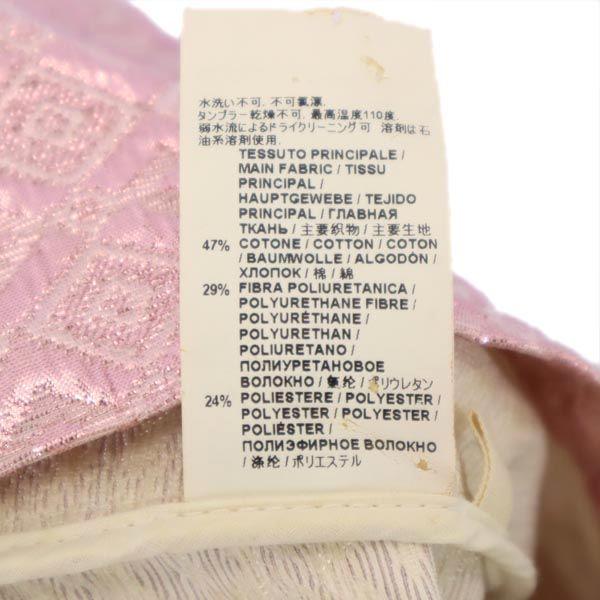 水洗い不可. 不可氯漂.
タンブラー乾燥不可. 最高温度110度.
弱水流によるドライクリーニング可 溶剤は石
油系溶剤使用.
TESSUTO PRINCIPALE /
MAIN FABRIC / TISSU
PRINCIPAL /
HAUPTGEWEBE / TEJIDO
PRINCIPAL / ГЛАВНАЯ
ТКАНЬ / 主要织物 / 主要生地
47% COTONE / COTTON / COTON
/ BAUMWOLLE / ALGODÓN /
ХЛОПОК / 棉 / 綿
29% FIBRA POLIURETANICA /
POLYURETHANE FIBRE /
POLYURÉTHANE /
POLYURETHAN /
POLIURETANO /
ПОЛИУРЕТАНОВОЕ
ВОЛОКНО / 氨纶 / ポリウレタン
24% POLIESTERE / POLYESTER /
POLYESTER / POLYESTER /
POLIÉSTER /
ПОЛИЭФИРНОЕ ВОЛОКНО
/ 涤纶 / ポリエステル